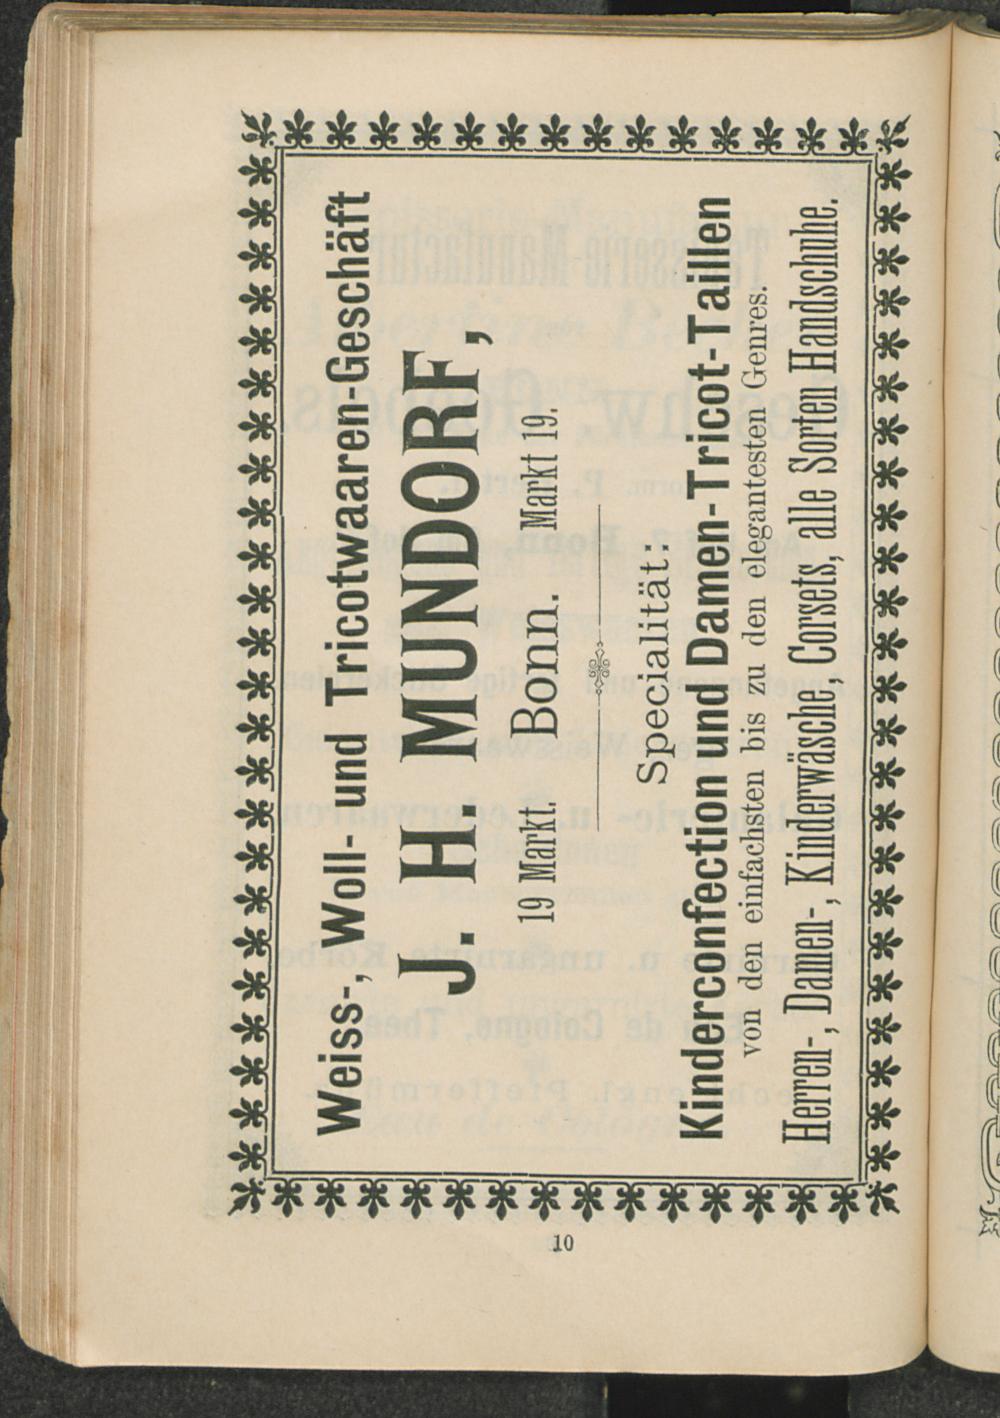 Weiss-, Woll- und Tricotwaaren-Geschäft
J. H. MUNDORF,
19 Markt. Bonn. Markt 19.
Specialität:
Kinderconfection und Damen-Tricot-Taillen
von den einfachsten bis zu den elegantesten Genres.
Herren-, Damen-, Kinderwäsche, Corsets, alle Sorten Handschuhe.
10